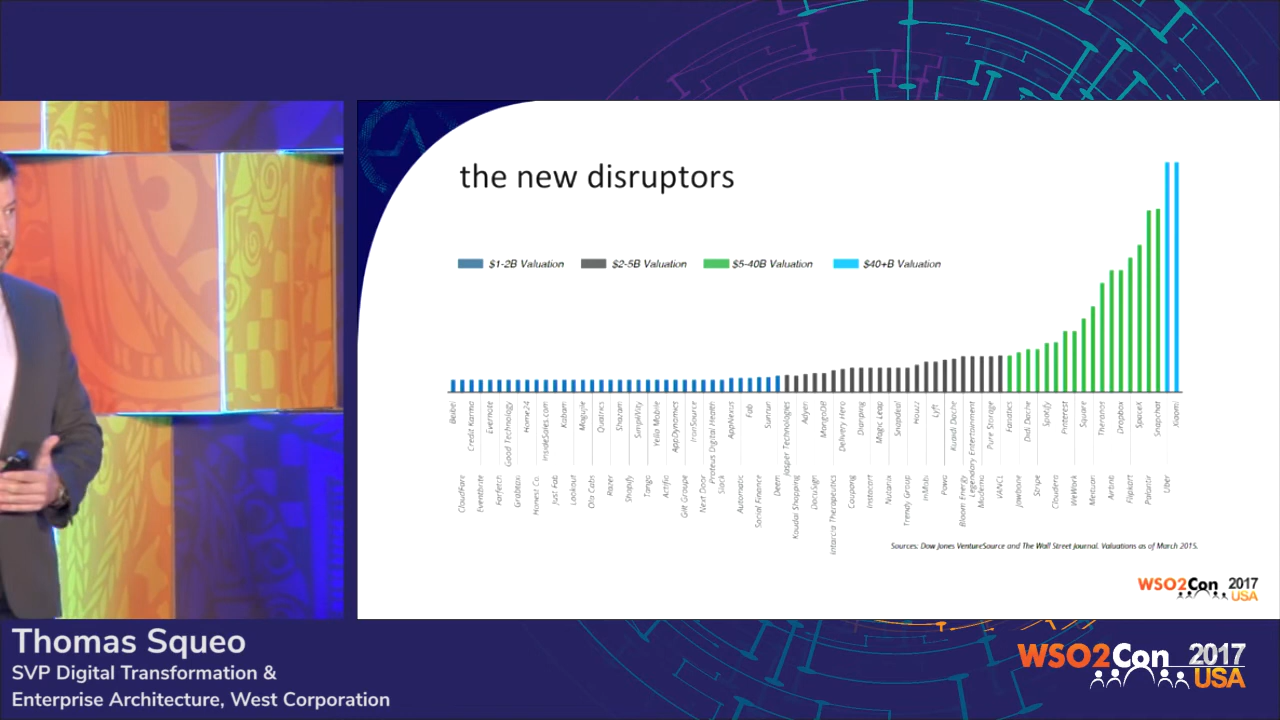 the new disruptors
$1-2B Valuation
$2-5B Valuation
$5-40B Valuation
$40+B Valuation
Beibei
Credit Karma
Evernote
Good Technology
Home24
InsideSales.com
Kabam
Mogujie
Qualtrics
Shazam
SimpliVity
Yello Mobile
AppDynamics
IronSource
Proteus Digital Health
AppNexus
Fab
Sunrun
Jasper Technologies
Adyen
MongoDB
Delivery Hero
Dianping
Magic Leap
Snapdeal
Houzz
Lyft
Kuaidi Dache
Legendary Entertainment
Pure Storage
Fanatics
Didi Dache
Spotify
Pinterest
Square
Theranos
Dropbox
SpaceX
Snapchat
Xiaomi
CloudFlare
Eventbrite
Farfetch
Grabtaxi
Honest Co.
Just Fab
Lookout
Ola Cabs
Razer
Shopify
Tango
Actifio
Gilt Groupe
Next Door
Slack
Automatic
Social Finance
Deem
Koudai Shopping
DocuSign
Intarcia Therapeutics
Coupang
Instacart
Nutanix
Trendy Group
InMobi
Powa
Bloom Energy
Moderna
VANCL
Jawbone
Stripe
Cloudera
WeWork
Meituan
Airbnb
Flipkart
Palantir
Uber
Sources: Dow Jones VentureSource and The Wall Street Journal. Valuations as of March 2015.
WSO2Con 2017
USA
Thomas Squeo
SVP Digital Transformation &
Enterprise Architecture, West Corporation
WSO2Con 2017
USA